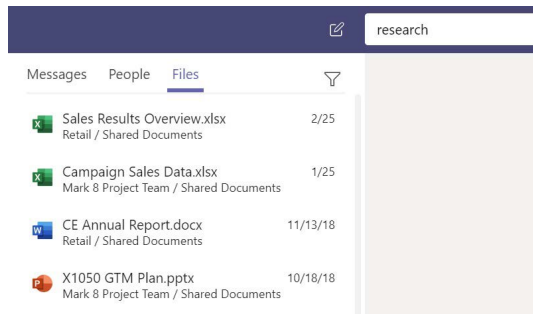 research
Messages People Files
Sales Results Overview.xlsx 2/25
Retail / Shared Documents
Campaign Sales Data.xlsx 1/25
Mark 8 Project Team / Shared Documents
CE Annual Report.docx 11/13/18
Retail / Shared Documents
X1050 GTM Plan.pptx 10/18/18
Mark 8 Project Team / Shared Documents